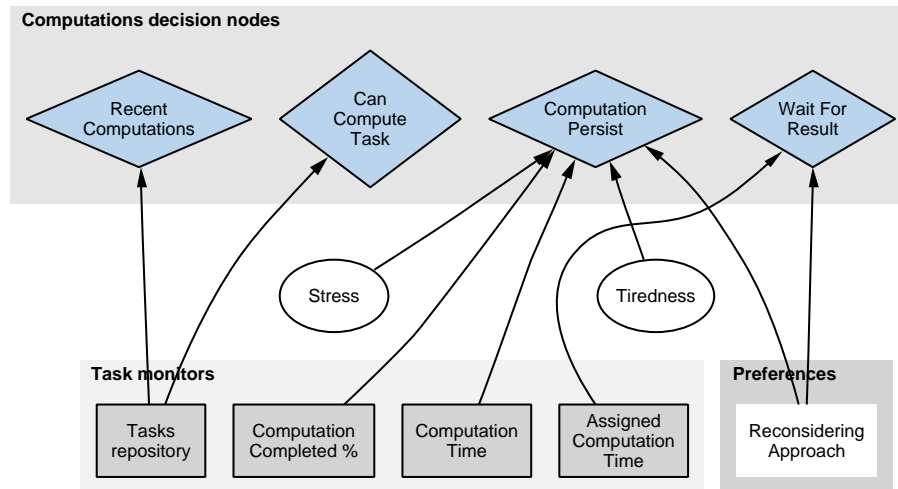 Computations decision nodes
Recent
Computations
Can
Compute
Task
Computation
Persist
Wait For
Result
Stress
Tiredness
Task monitors
Preferences
Tasks
repository
Computation
Completed %
Computation
Time
Assigned
Computation
Time
Reconsidering
Approach